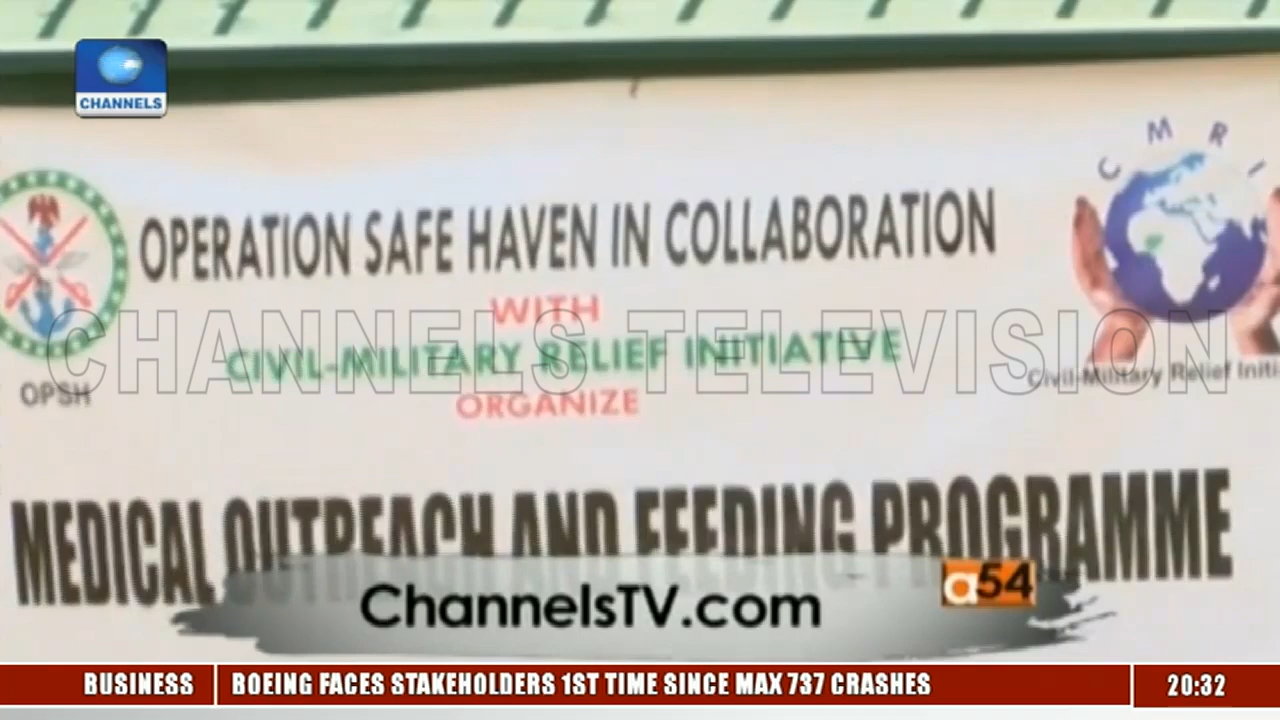 CHANNELS
C M R I
OPERATION SAFE HAVEN IN COLLABORATION
WITH
CIVIL-MILITARY RELIEF INITIATIVE
ORGANIZE
OPSH
Civil-Military Relief Initi
CHANNELS TELEVISION
MEDICAL OUTREACH AND FEEDING PROGRAMME
ChannelsTV.com
a54
BUSINESS
BOEING FACES STAKEHOLDERS 1ST TIME SINCE MAX 737 CRASHES
20:32